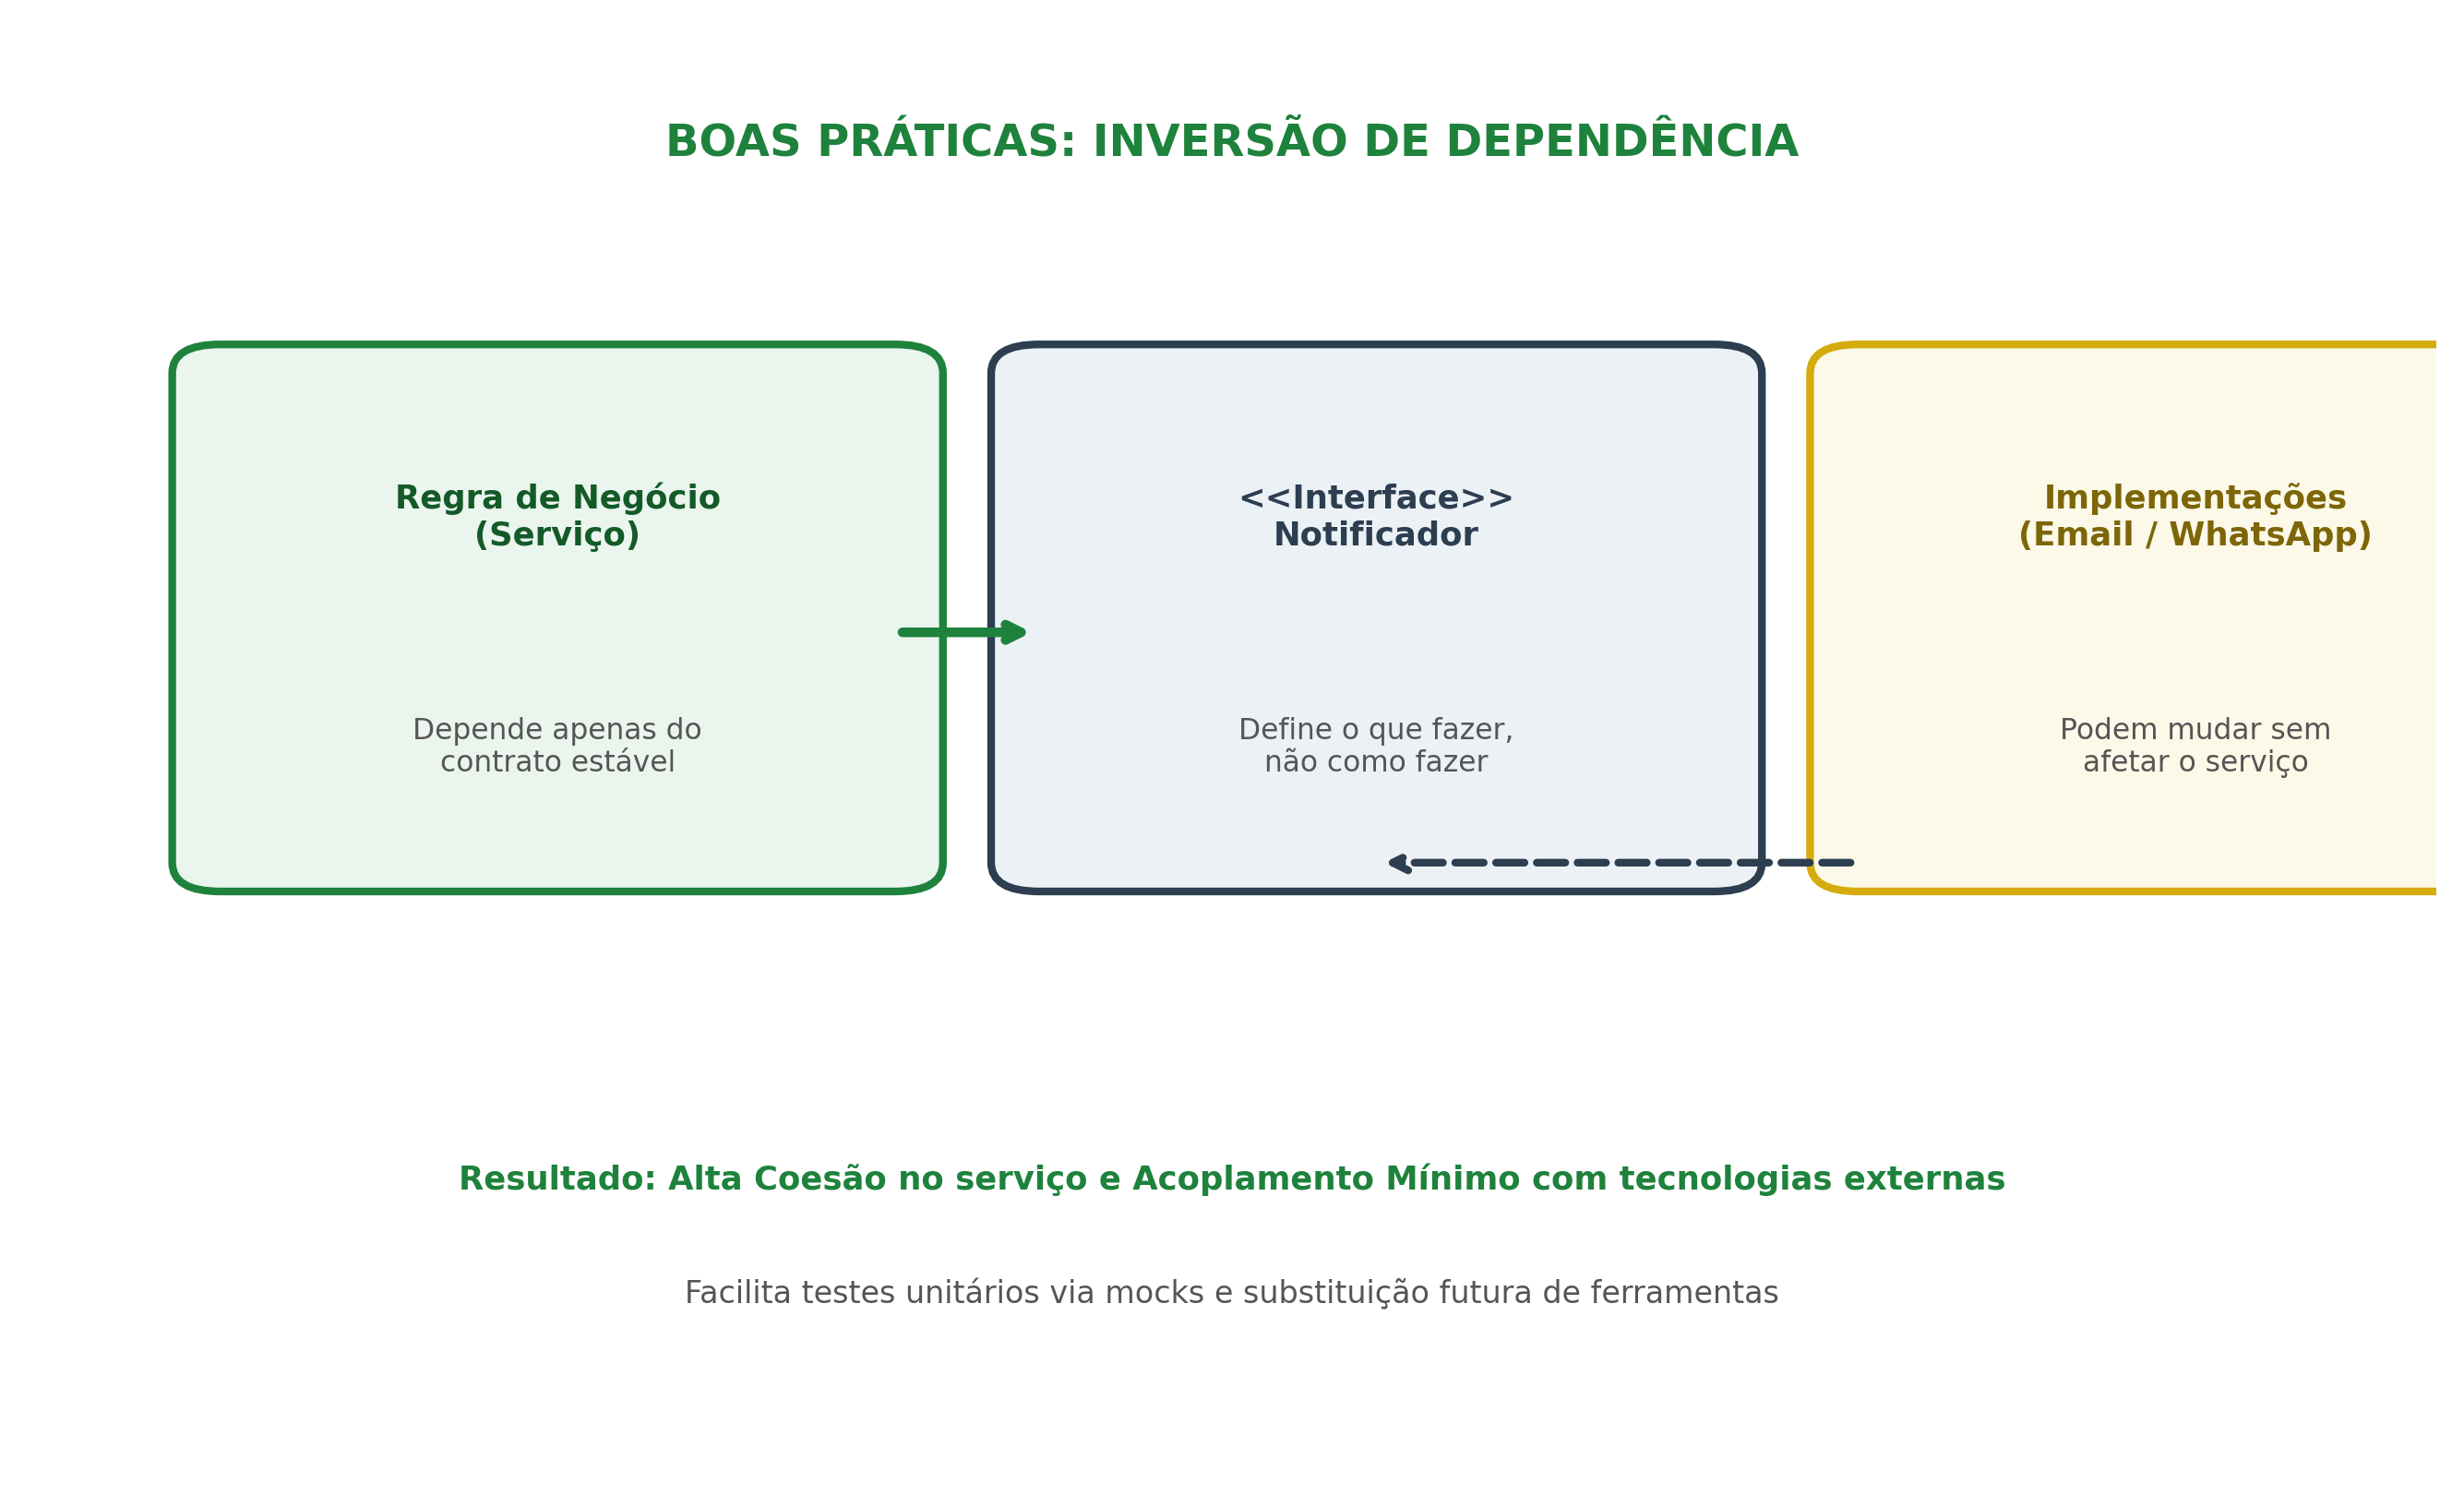 BOAS PRÁTICAS: INVERSÃO DE DEPENDÊNCIA
Regra de Negócio
(Serviço)
Depende apenas do
contrato estável
<<Interface>>
Notificador
Define o que fazer,
não como fazer
Implementações
(Email / WhatsApp)
Podem mudar sem
afetar o serviço
Resultado: Alta Coesão no serviço e Acoplamento Mínimo com tecnologias externas
Facilita testes unitários via mocks e substituição futura de ferramentas